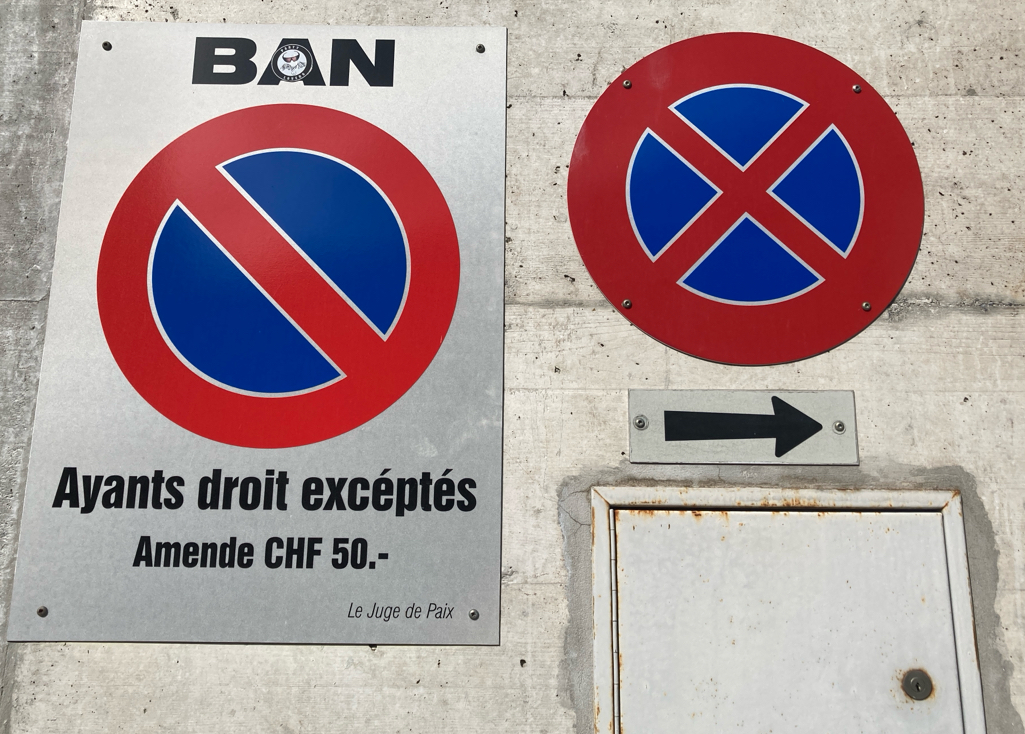 BAN
Ayants droit excéptés
Amende CHF 50.-
Le Juge de Paix